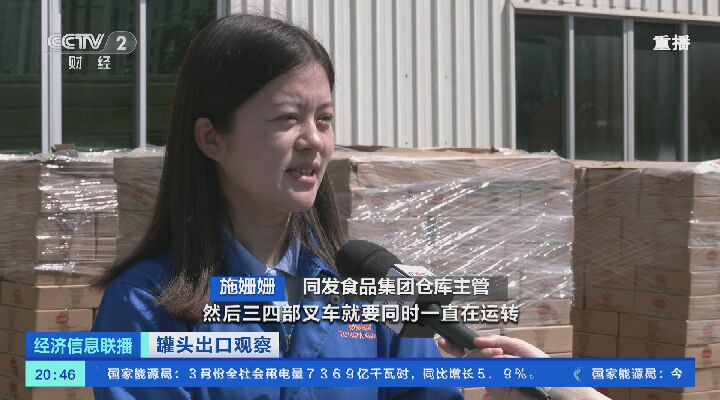 CCTV 2
财经
重播
施姗姗 同发食品集团仓库主管
然后三四部叉车就要同时一直在运转
经济信息联播 罐头出口观察
20:46 国家能源局：3月份全社会用电量7369亿千瓦时，同比增长5.9%。 国家能源局：今